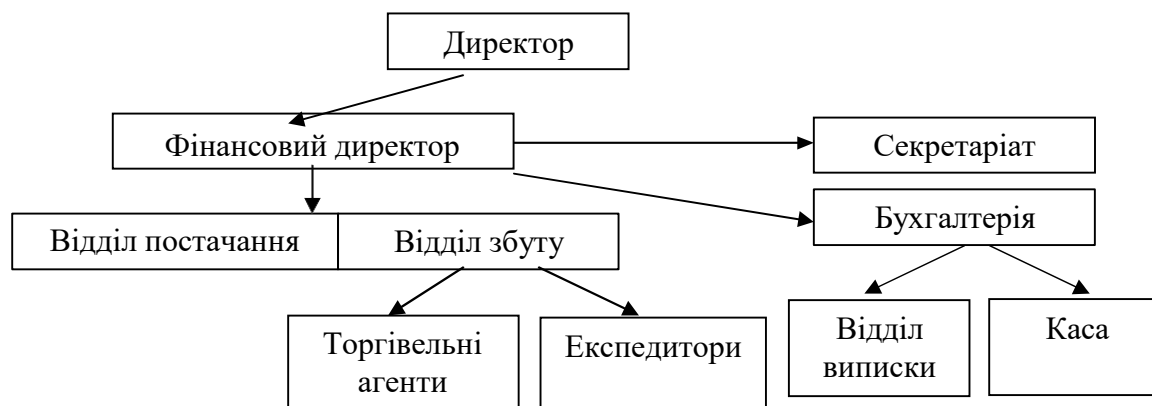 Директор
Фінансовий директор
Секретаріат
Бухгалтерія
Відділ постачання
Відділ збуту
Торгівельні
агенти
Експедитори
Відділ
виписки
Каса